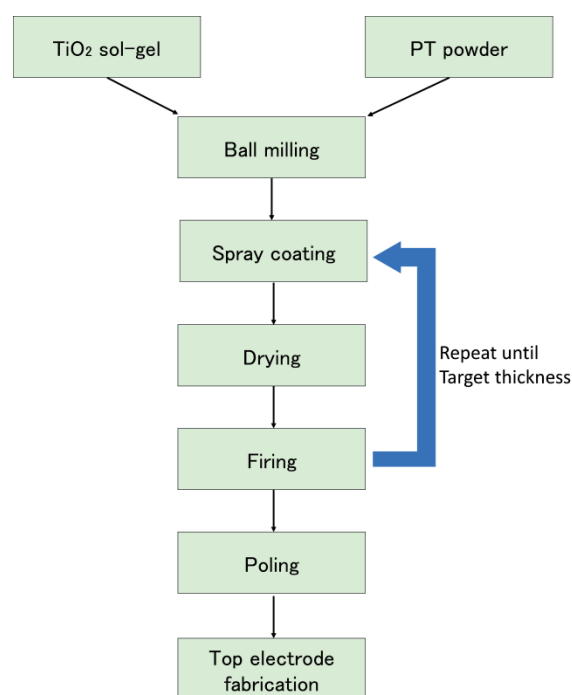 TiO₂ sol-gel
PT powder
Ball milling
Spray coating
Drying
Repeat until
Target thickness
Firing
Poling
Top electrode
fabrication